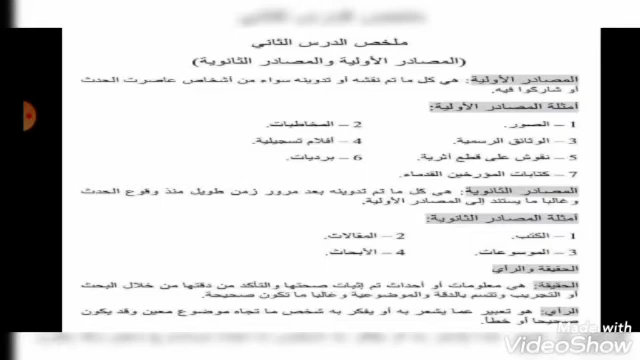 ملخص الدرس الثاني
(المصادر الأولية والمصادر الثانوية)
المصادر الأولية: هي كل ما تم نقشه أو تدوينه سواء من أشخاص عاصرت الحدث
أو شاركوا فيه.
أمثلة المصادر الأولية:
1 – الصور. 2 – المخاطبات.
3 – الوثائق الرسمية. 4 – أفلام تسجيلية.
5 – نقوش على قطع أثرية. 6 – برديات.
7 – كتابات المؤرخين القدماء.
المصادر الثانوية: هي كل ما تم تدوينه بعد مرور زمن طويل منذ وقوع الحدث
وغالبا ما يستند إلى المصادر الأولية.
أمثلة المصادر الثانوية:
1 – الكتب. 2 – المقالات.
3 – الموسوعات. 4 – الأبحاث.
الحقيقة والرأي
الحقيقة: هي معلومات أو أحداث تم إثبات صحتها والتأكد من دقتها من خلال البحث
أو التجريب وتتسم بالدقة والموضوعية وغالبا ما تكون صحيحة.
الرأي: هو تعبير عما يشعر به أو يفكر به شخص ما تجاه موضوع معين وقد يكون
صحيحا أو خطأ.
Made with
VideoShow